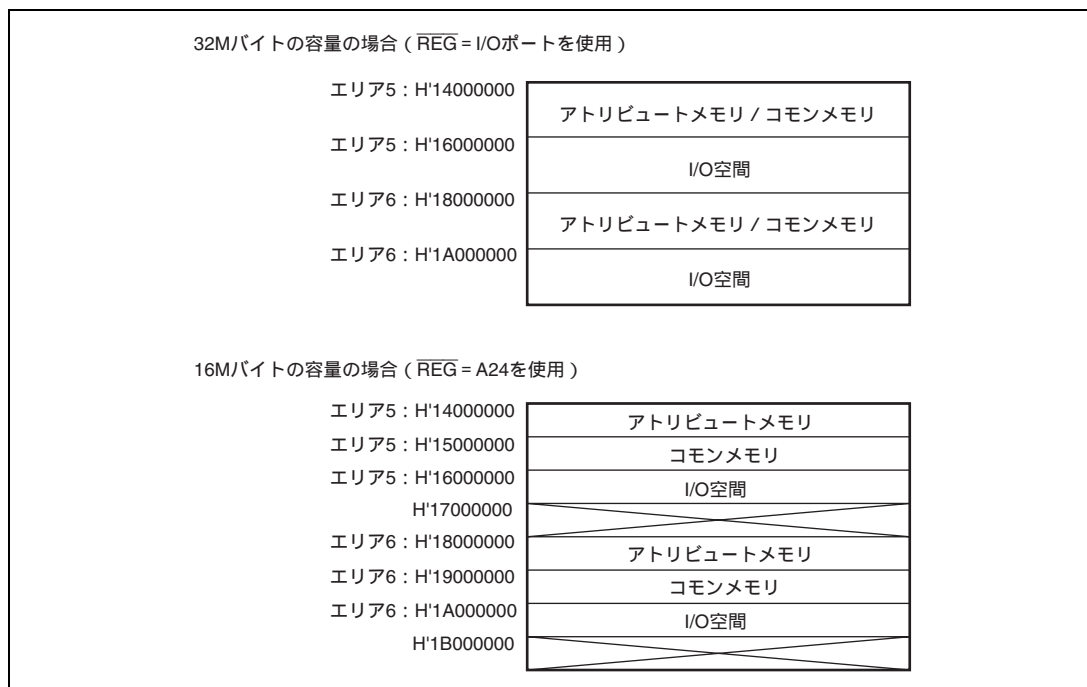 32Mバイトの容量の場合 ( R̅E̅G̅ = I/Oポートを使用 )
エリア5 : H'14000000
アトリビュートメモリ / コモンメモリ
エリア5 : H'16000000
I/O空間
エリア6 : H'18000000
アトリビュートメモリ / コモンメモリ
エリア6 : H'1A000000
I/O空間
16Mバイトの容量の場合 ( R̅E̅G̅ = A24を使用 )
エリア5 : H'14000000
アトリビュートメモリ
エリア5 : H'15000000
コモンメモリ
エリア5 : H'16000000
I/O空間
H'17000000
エリア6 : H'18000000
アトリビュートメモリ
エリア6 : H'19000000
コモンメモリ
エリア6 : H'1A000000
I/O空間
H'1B000000